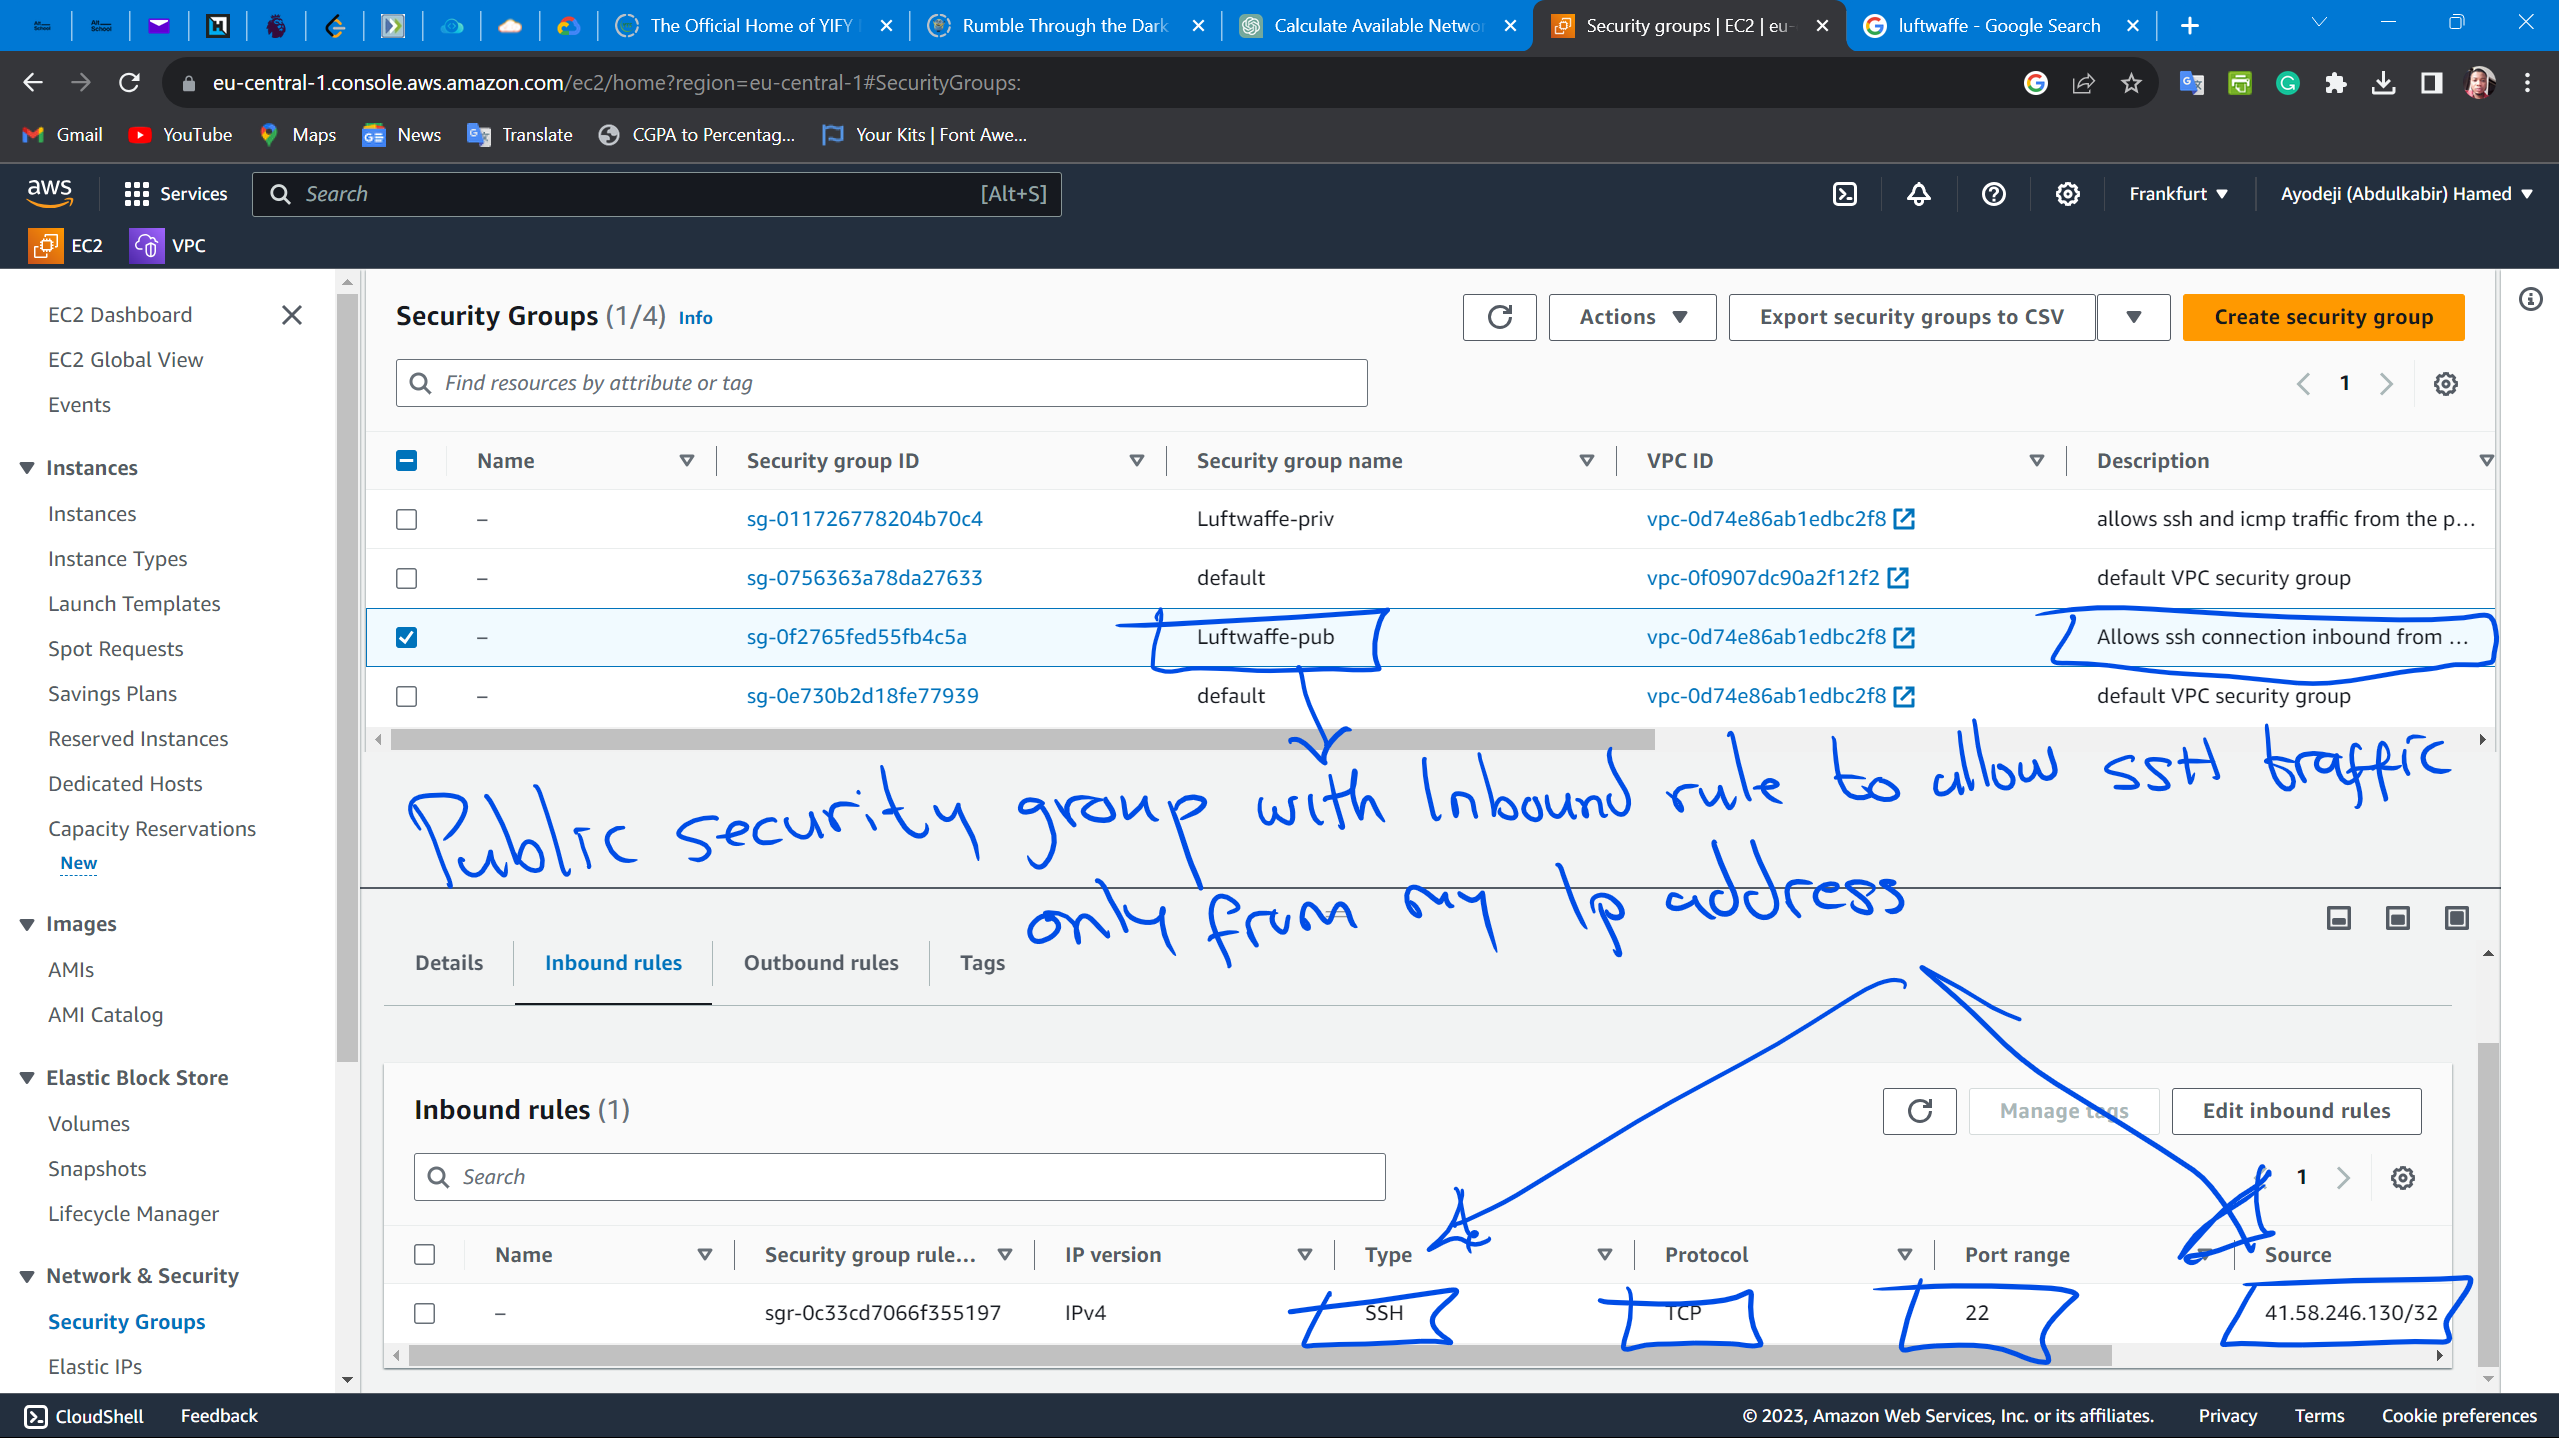 Alt School
Alt School
The Official Home of YIFY
Rumble Through the Dark
Calculate Available Netwo
Security groups | EC2 | eu-
luftwaffe - Google Search
eu-central-1.console.aws.amazon.com/ec2/home?region=eu-central-1#SecurityGroups:
Gmail YouTube Maps News Translate CGPA to Percentag... Your Kits | Font Awe...
aws Services Search [Alt+S] Frankfurt Ayodeji (Abdulkabir) Hamed
EC2 VPC
EC2 Dashboard
EC2 Global View
Events
Instances
Instances
Instance Types
Launch Templates
Spot Requests
Savings Plans
Reserved Instances
Dedicated Hosts
Capacity Reservations
New
Images
AMIs
AMI Catalog
Elastic Block Store
Volumes
Snapshots
Lifecycle Manager
Network & Security
Security Groups
Elastic IPs
Security Groups (1/4) Info Actions Export security groups to CSV Create security group
Find resources by attribute or tag 1
Name Security group ID Security group name VPC ID Description
– sg-011726778204b70c4 Luftwaffe-priv vpc-0d74e86ab1edbc2f8 allows ssh and icmp traffic from the p...
– sg-0756363a78da27633 default vpc-0f0907dc90a2f12f2 default VPC security group
– sg-0f2765fed55fb4c5a Luftwaffe-pub vpc-0d74e86ab1edbc2f8 Allows ssh connection inbound from ...
– sg-0e730b2d18fe77939 default vpc-0d74e86ab1edbc2f8 default VPC security group
Public security group with Inbound rule to allow SSH traffic
only from my Ip address
Details Inbound rules Outbound rules Tags
Inbound rules (1) Manage tags Edit inbound rules
Search 1
Name Security group rule... IP version Type Protocol Port range Source
– sgr-0c33cd7066f355197 IPv4 SSH TCP 22 41.58.246.130/32
CloudShell Feedback © 2023, Amazon Web Services, Inc. or its affiliates. Privacy Terms Cookie preferences